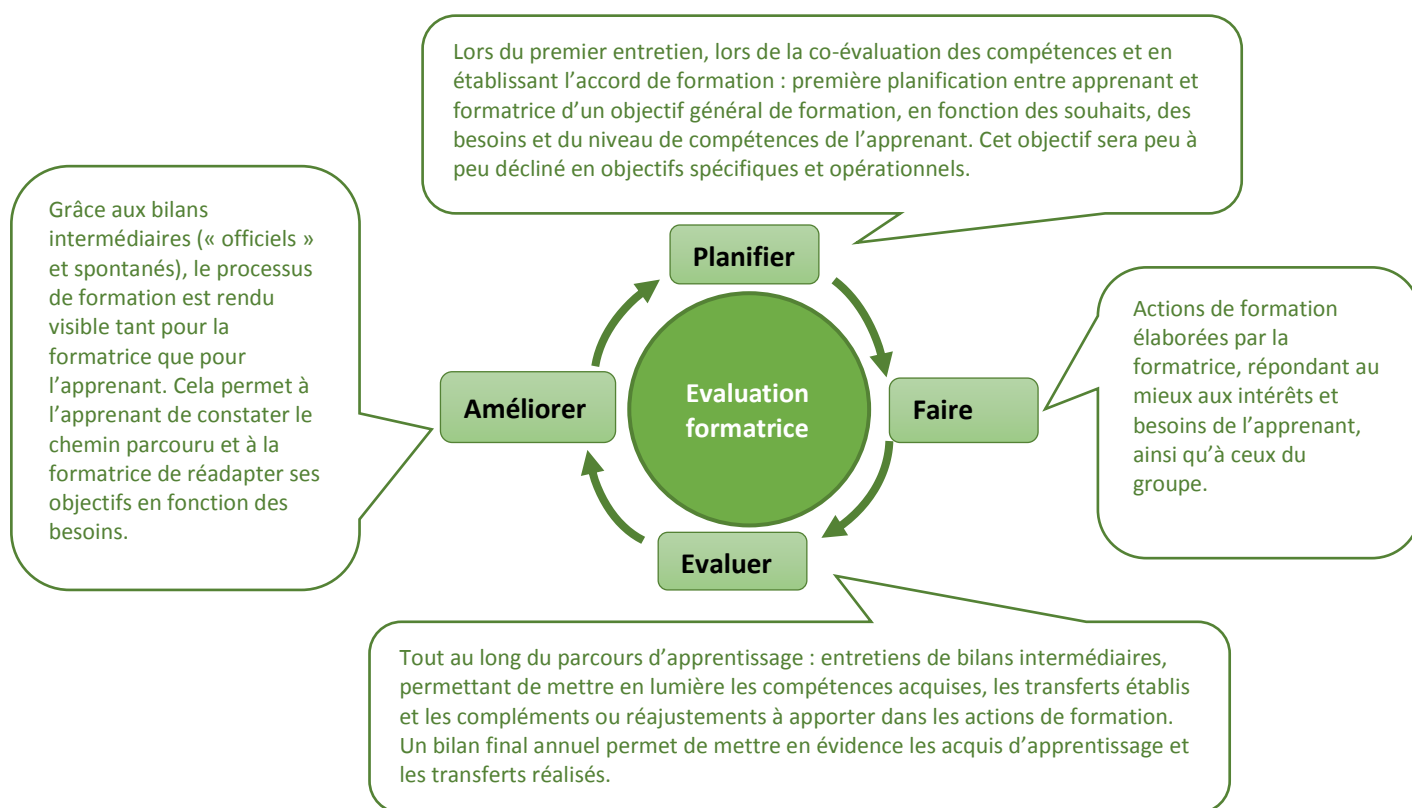 Lors du premier entretien, lors de la co-évaluation des compétences et en
établissant l’accord de formation : première planification entre apprenant et
formatrice d’un objectif général de formation, en fonction des souhaits, des
besoins et du niveau de compétences de l’apprenant. Cet objectif sera peu à
peu décliné en objectifs spécifiques et opérationnels.
Grâce aux bilans
intermédiaires (« officiels »
et spontanés), le processus
de formation est rendu
visible tant pour la
formatrice que pour
l’apprenant. Cela permet à
l’apprenant de constater le
chemin parcouru et à la
formatrice de réadapter ses
objectifs en fonction des
besoins.
Planifier
Actions de formation
élaborées par la
formatrice, répondant au
mieux aux intérêts et
besoins de l’apprenant,
ainsi qu’à ceux du
groupe.
Améliorer
Evaluation
formatrice
Faire
Evaluer
Tout au long du parcours d’apprentissage : entretiens de bilans intermédiaires,
permettant de mettre en lumière les compétences acquises, les transferts établis
et les compléments ou réajustements à apporter dans les actions de formation.
Un bilan final annuel permet de mettre en évidence les acquis d’apprentissage et
les transferts réalisés.